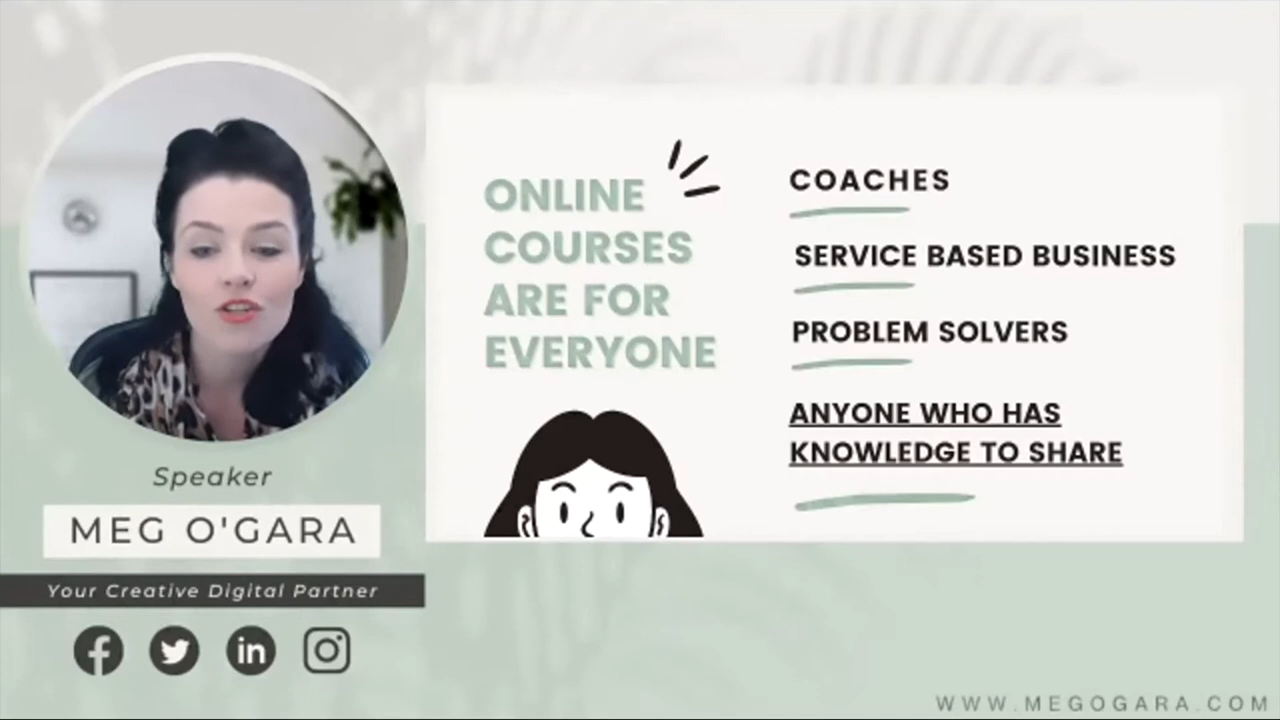 ONLINE
COURSES
ARE FOR
EVERYONE
COACHES
SERVICE BASED BUSINESS
PROBLEM SOLVERS
ANYONE WHO HAS
KNOWLEDGE TO SHARE
Speaker
MEG O'GARA
Your Creative Digital Partner
in
WWW.MEGOGARA.COM